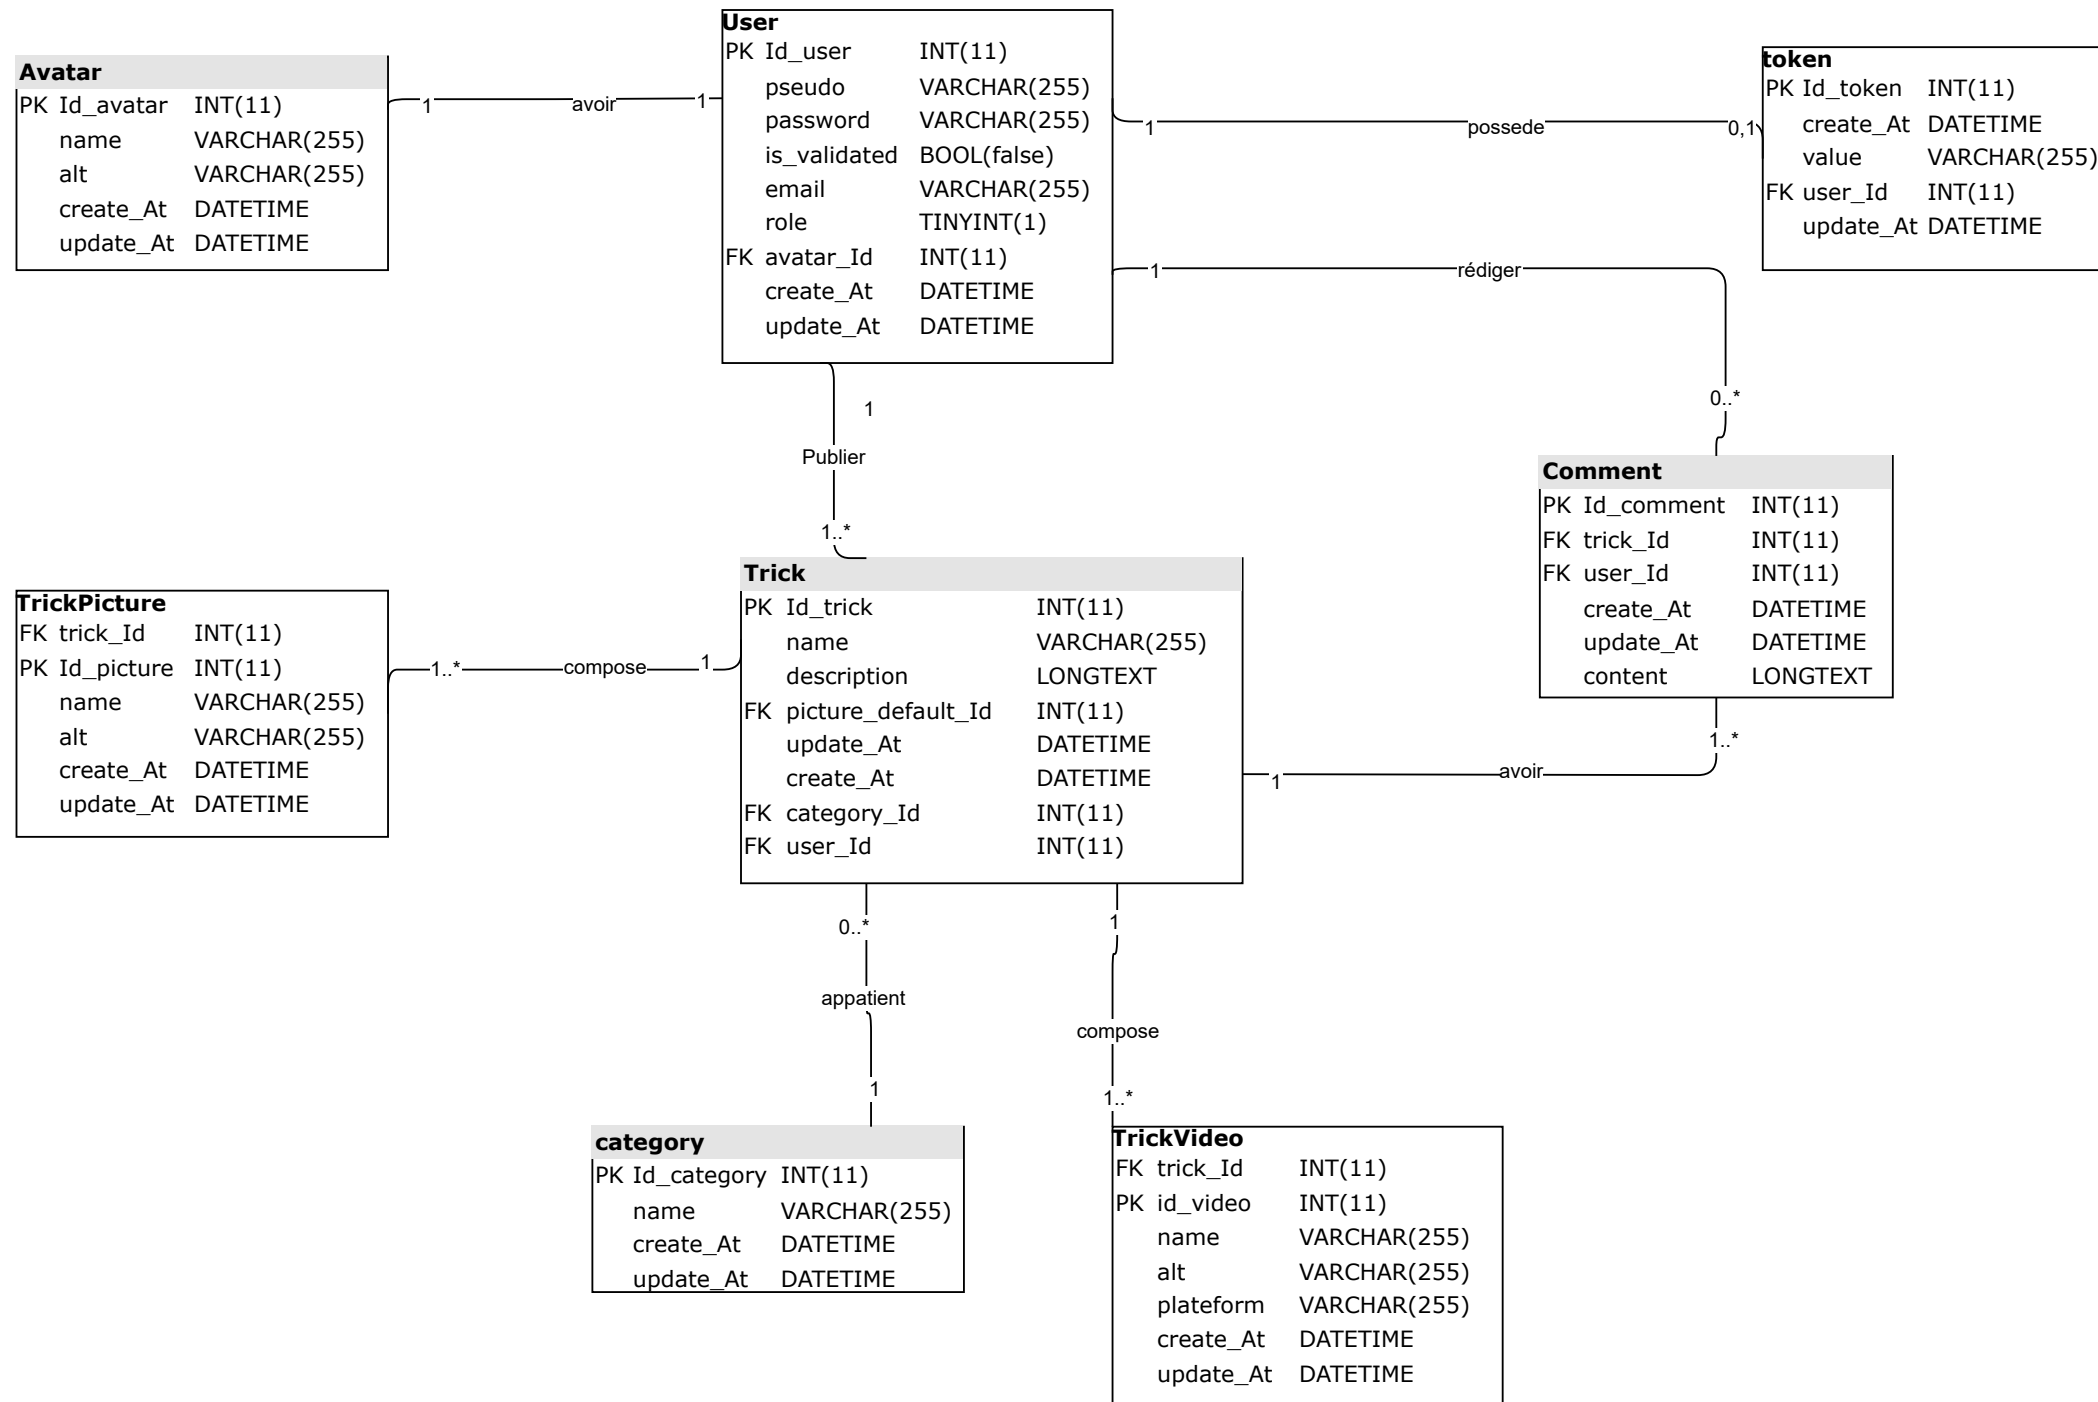 User
PK Id_user INT(11)
pseudo VARCHAR(255)
password VARCHAR(255)
is_validated BOOL(false)
email VARCHAR(255)
role TINYINT(1)
FK avatar_Id INT(11)
create_At DATETIME
update_At DATETIME
Avatar
PK Id_avatar INT(11)
name VARCHAR(255)
alt VARCHAR(255)
create_At DATETIME
update_At DATETIME
1 avoir 1
token
PK Id_token INT(11)
create_At DATETIME
value VARCHAR(255)
FK user_Id INT(11)
update_At DATETIME
1 possede 0,1
1 rédiger
0..*
1
Publier
1..*
Comment
PK Id_comment INT(11)
FK trick_Id INT(11)
FK user_Id INT(11)
create_At DATETIME
update_At DATETIME
content LONGTEXT
Trick
PK Id_trick INT(11)
name VARCHAR(255)
description LONGTEXT
FK picture_default_Id INT(11)
update_At DATETIME
create_At DATETIME
FK category_Id INT(11)
FK user_Id INT(11)
TrickPicture
FK trick_Id INT(11)
PK Id_picture INT(11)
name VARCHAR(255)
alt VARCHAR(255)
create_At DATETIME
update_At DATETIME
1..* compose 1
1..*
1 avoir
0..*
appatient
1
1
compose
1..*
category
PK Id_category INT(11)
name VARCHAR(255)
create_At DATETIME
update_At DATETIME
TrickVideo
FK trick_Id INT(11)
PK id_video INT(11)
name VARCHAR(255)
alt VARCHAR(255)
plateform VARCHAR(255)
create_At DATETIME
update_At DATETIME